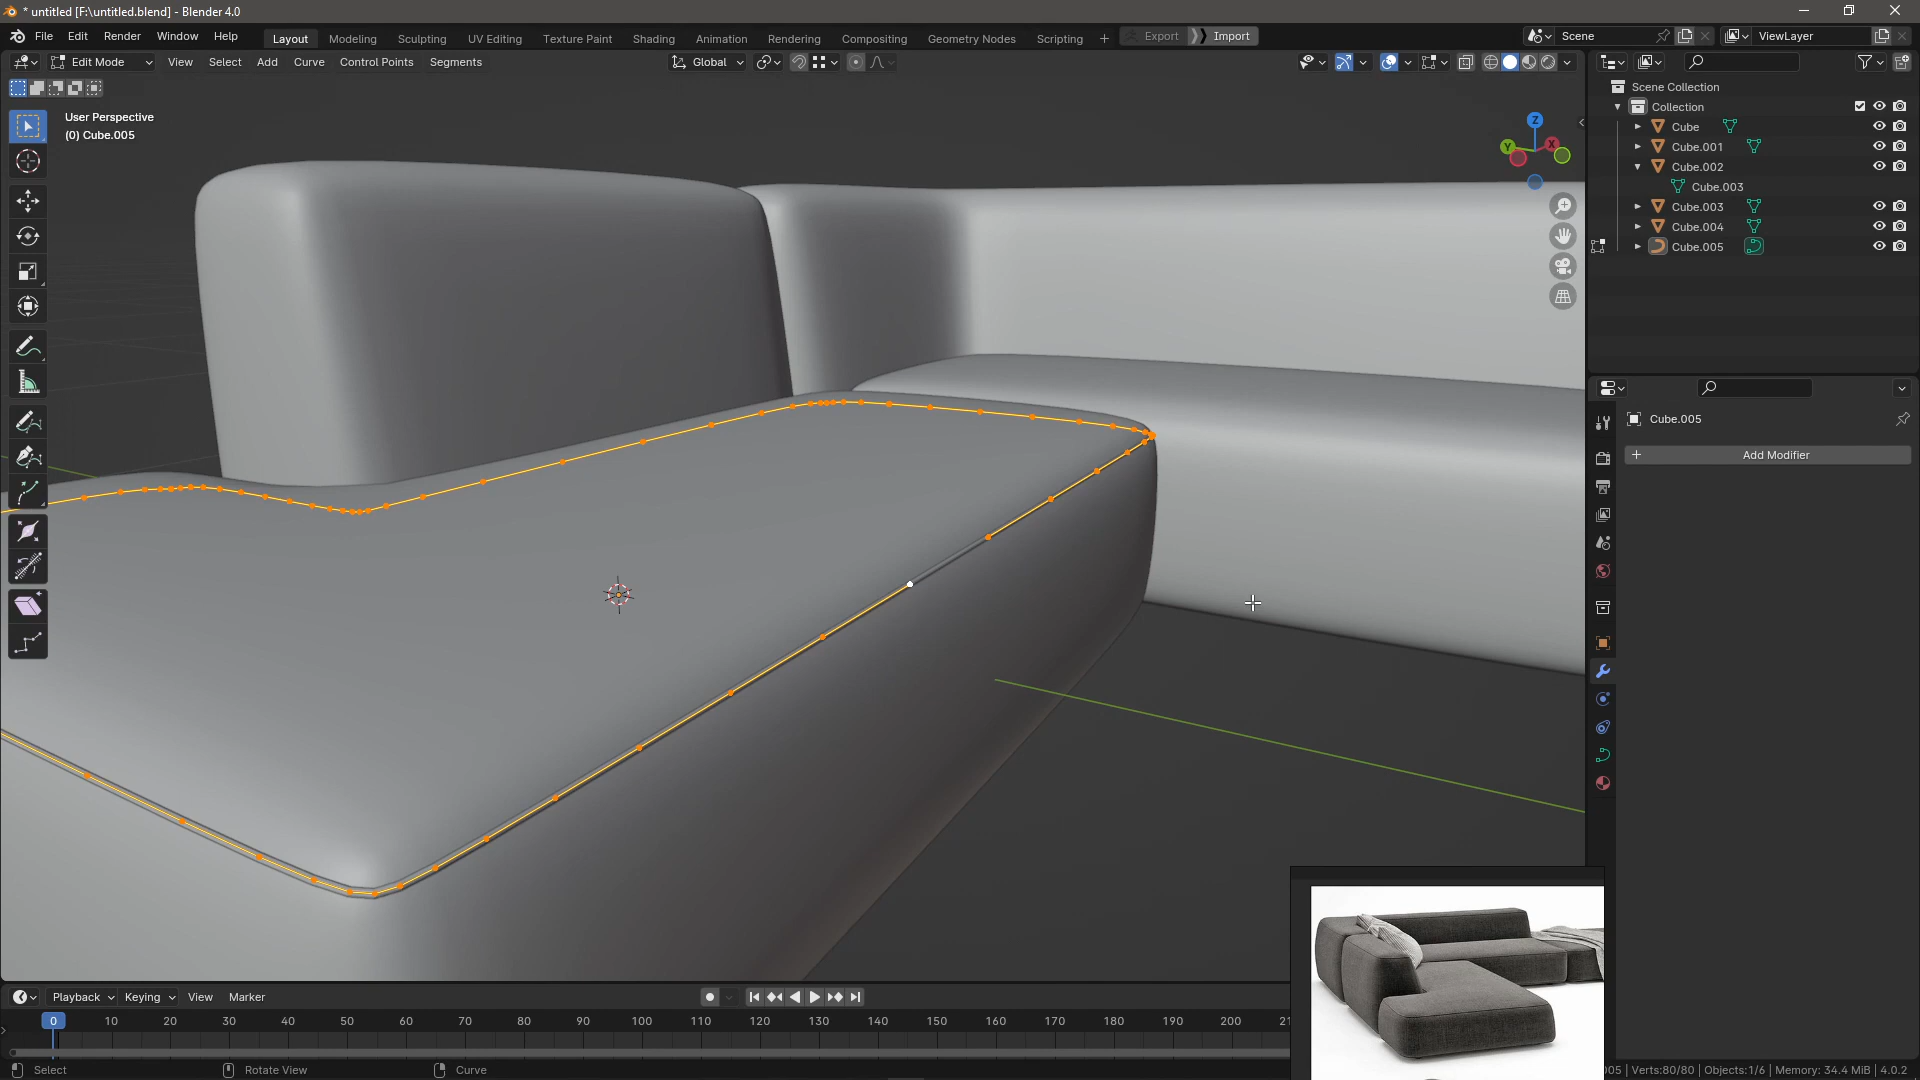 * untitled [F:\untitled.blend] - Blender 4.0
File Edit Render Window Help
Layout Modeling Sculpting UV Editing Texture Paint Shading Animation Rendering Compositing Geometry Nodes Scripting + Export Import
Scene
ViewLayer
Edit Mode View Select Add Curve Control Points Segments
Global
User Perspective
(0) Cube.005
Z
Y
X
Scene Collection
Collection
Cube
Cube.001
Cube.002
Cube.003
Cube.003
Cube.004
Cube.005
Cube.005
+ Add Modifier
Playback Keying View Marker
0 10 20 30 40 50 60 70 80 90 100 110 120 130 140 150 160 170 180 190 200 21
Select Rotate View Curve
005 | Verts:80/80 | Objects:1/6 | Memory: 34.4 MiB | 4.0.2